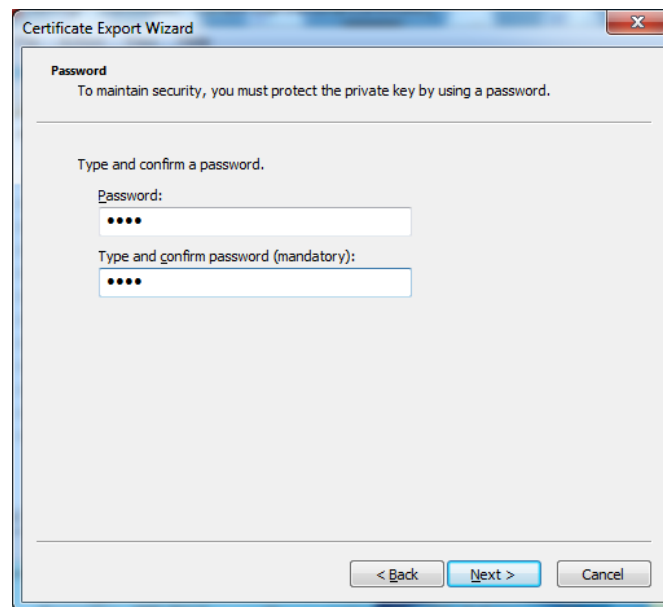 Certificate Export Wizard
Password
To maintain security, you must protect the private key by using a password.
Type and confirm a password.
Password:
••••
Type and confirm password (mandatory):
••••
< Back Next > Cancel